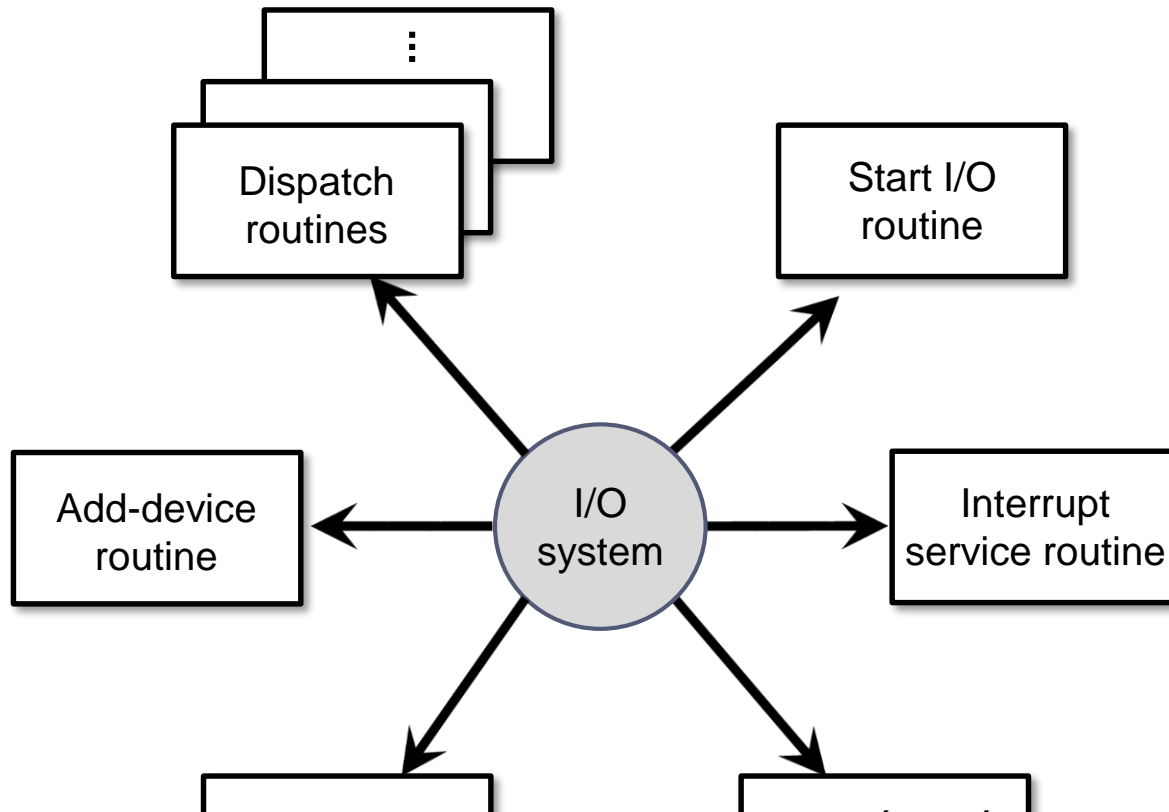 ⋮
Dispatch
routines
Start I/O
routine
Add-device
routine
I/O
system
Interrupt
service routine